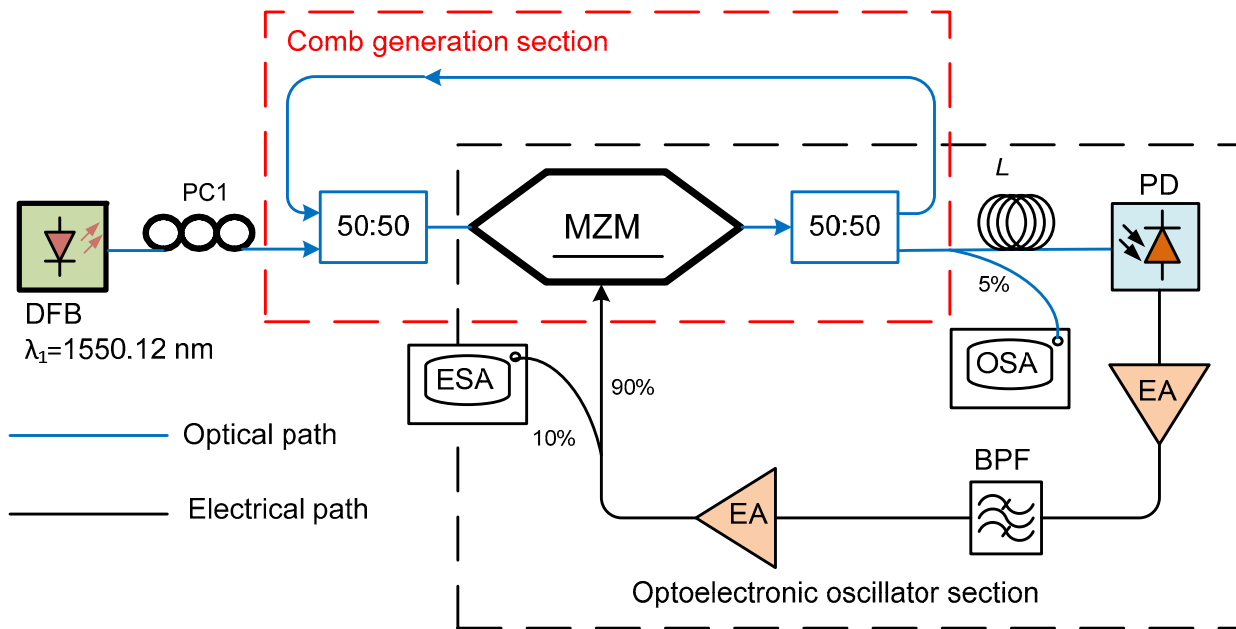 Comb generation section
PC1
L
PD
50:50
MZM
50:50
DFB
λ₁=1550.12 nm
5%
ESA
90%
OSA
EA
10%
Optical path
BPF
Electrical path
EA
Optoelectronic oscillator section